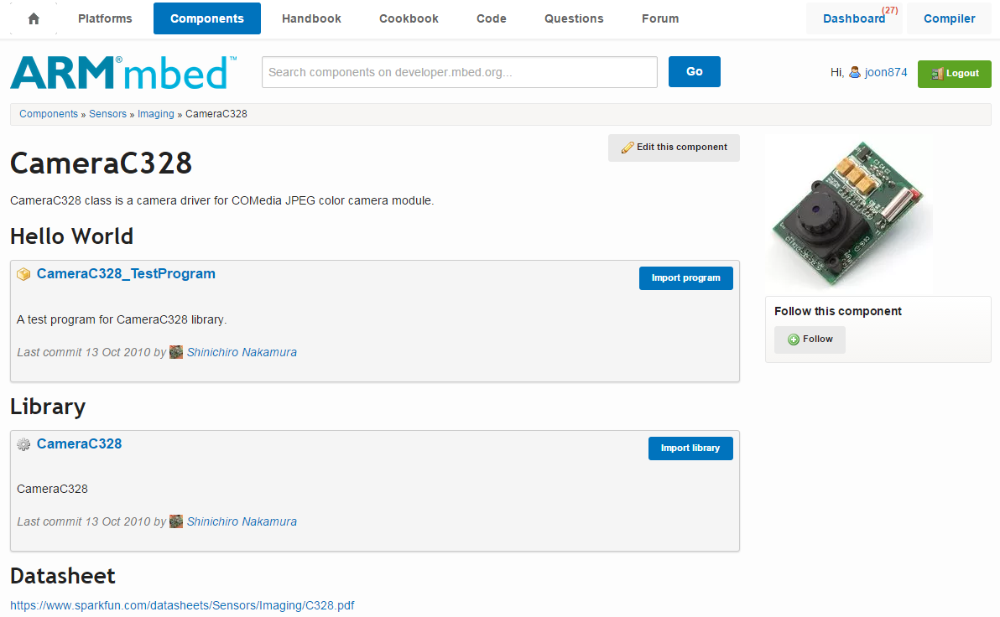 Platforms Components Handbook Cookbook Code Questions Forum Dashboard (27) Compiler
ARM®mbed™ Search components on developer.mbed.org... Go Hi, joon874 Logout
Components » Sensors » Imaging » CameraC328
Edit this component
CameraC328
CameraC328 class is a camera driver for COMedia JPEG color camera module.
Hello World
CameraC328_TestProgram Import program
A test program for CameraC328 library.
Last commit 13 Oct 2010 by Shinichiro Nakamura
Library
CameraC328 Import library
CameraC328
Last commit 13 Oct 2010 by Shinichiro Nakamura
Datasheet
https://www.sparkfun.com/datasheets/Sensors/Imaging/C328.pdf
Follow this component
Follow